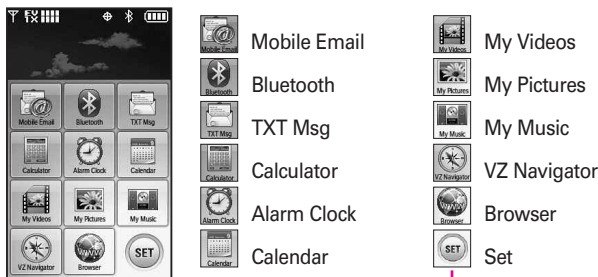 EV
1X
Mobile Email Bluetooth TXT Msg
Calculator Alarm Clock Calendar
My Videos My Pictures My Music
VZ Navigator Browser SET
Mobile Email Mobile Email
Bluetooth Bluetooth
TXT Msg TXT Msg
Calculator Calculator
Alarm Clock Alarm Clock
Calendar Calendar
My Videos My Videos
My Pictures My Pictures
My Music My Music
VZ Navigator VZ Navigator
Browser Browser
SET Set